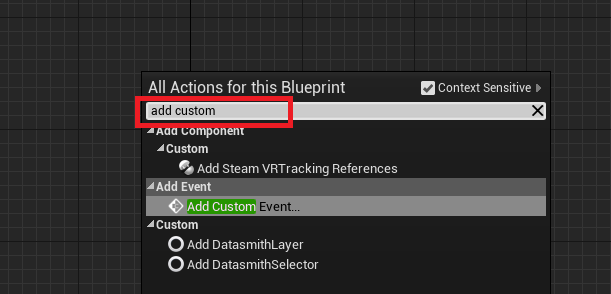 All Actions for this Blueprint
Context Sensitive
add custom
Add Component
Custom
Add Steam VRTracking References
Add Event
Add Custom Event...
Custom
Add DatasmithLayer
Add DatasmithSelector